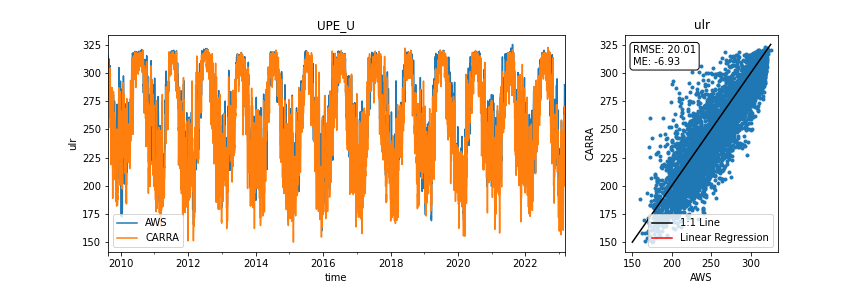 UPE_U
ulr
325
300
275
250
225
200
175
150
ulr
AWS
CARRA
2010
2012
2014
2016
2018
2020
2022
time
ulr
RMSE: 20.01
ME: -6.93
325
300
275
250
225
200
175
150
CARRA
1:1 Line
Linear Regression
150
200
250
300
AWS